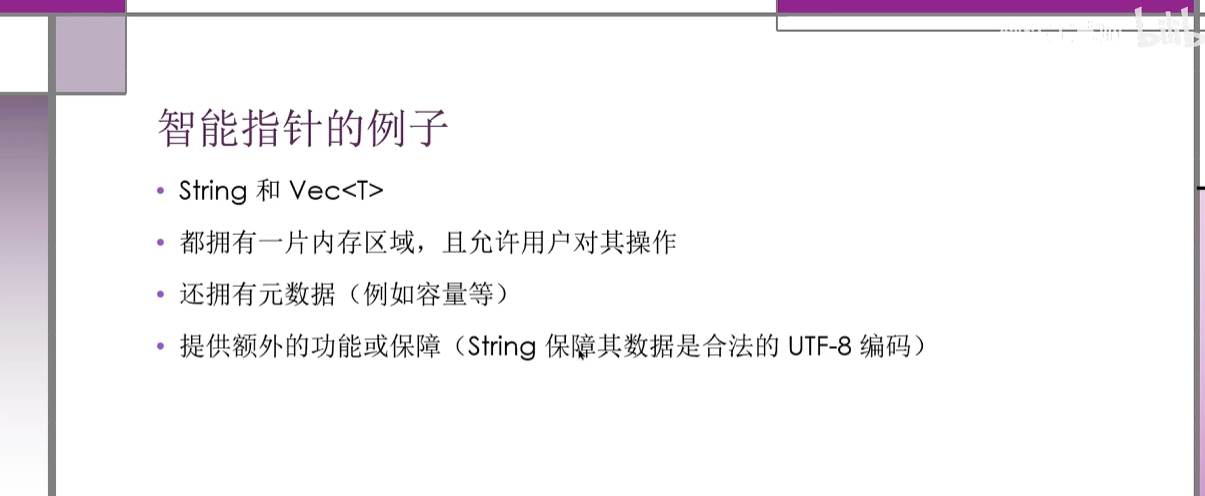 智能指针的例子
• String 和 Vec<T>
• 都拥有一片内存区域，且允许用户对其操作
• 还拥有元数据（例如容量等）
• 提供额外的功能或保障（String 保障其数据是合法的 UTF-8 编码）